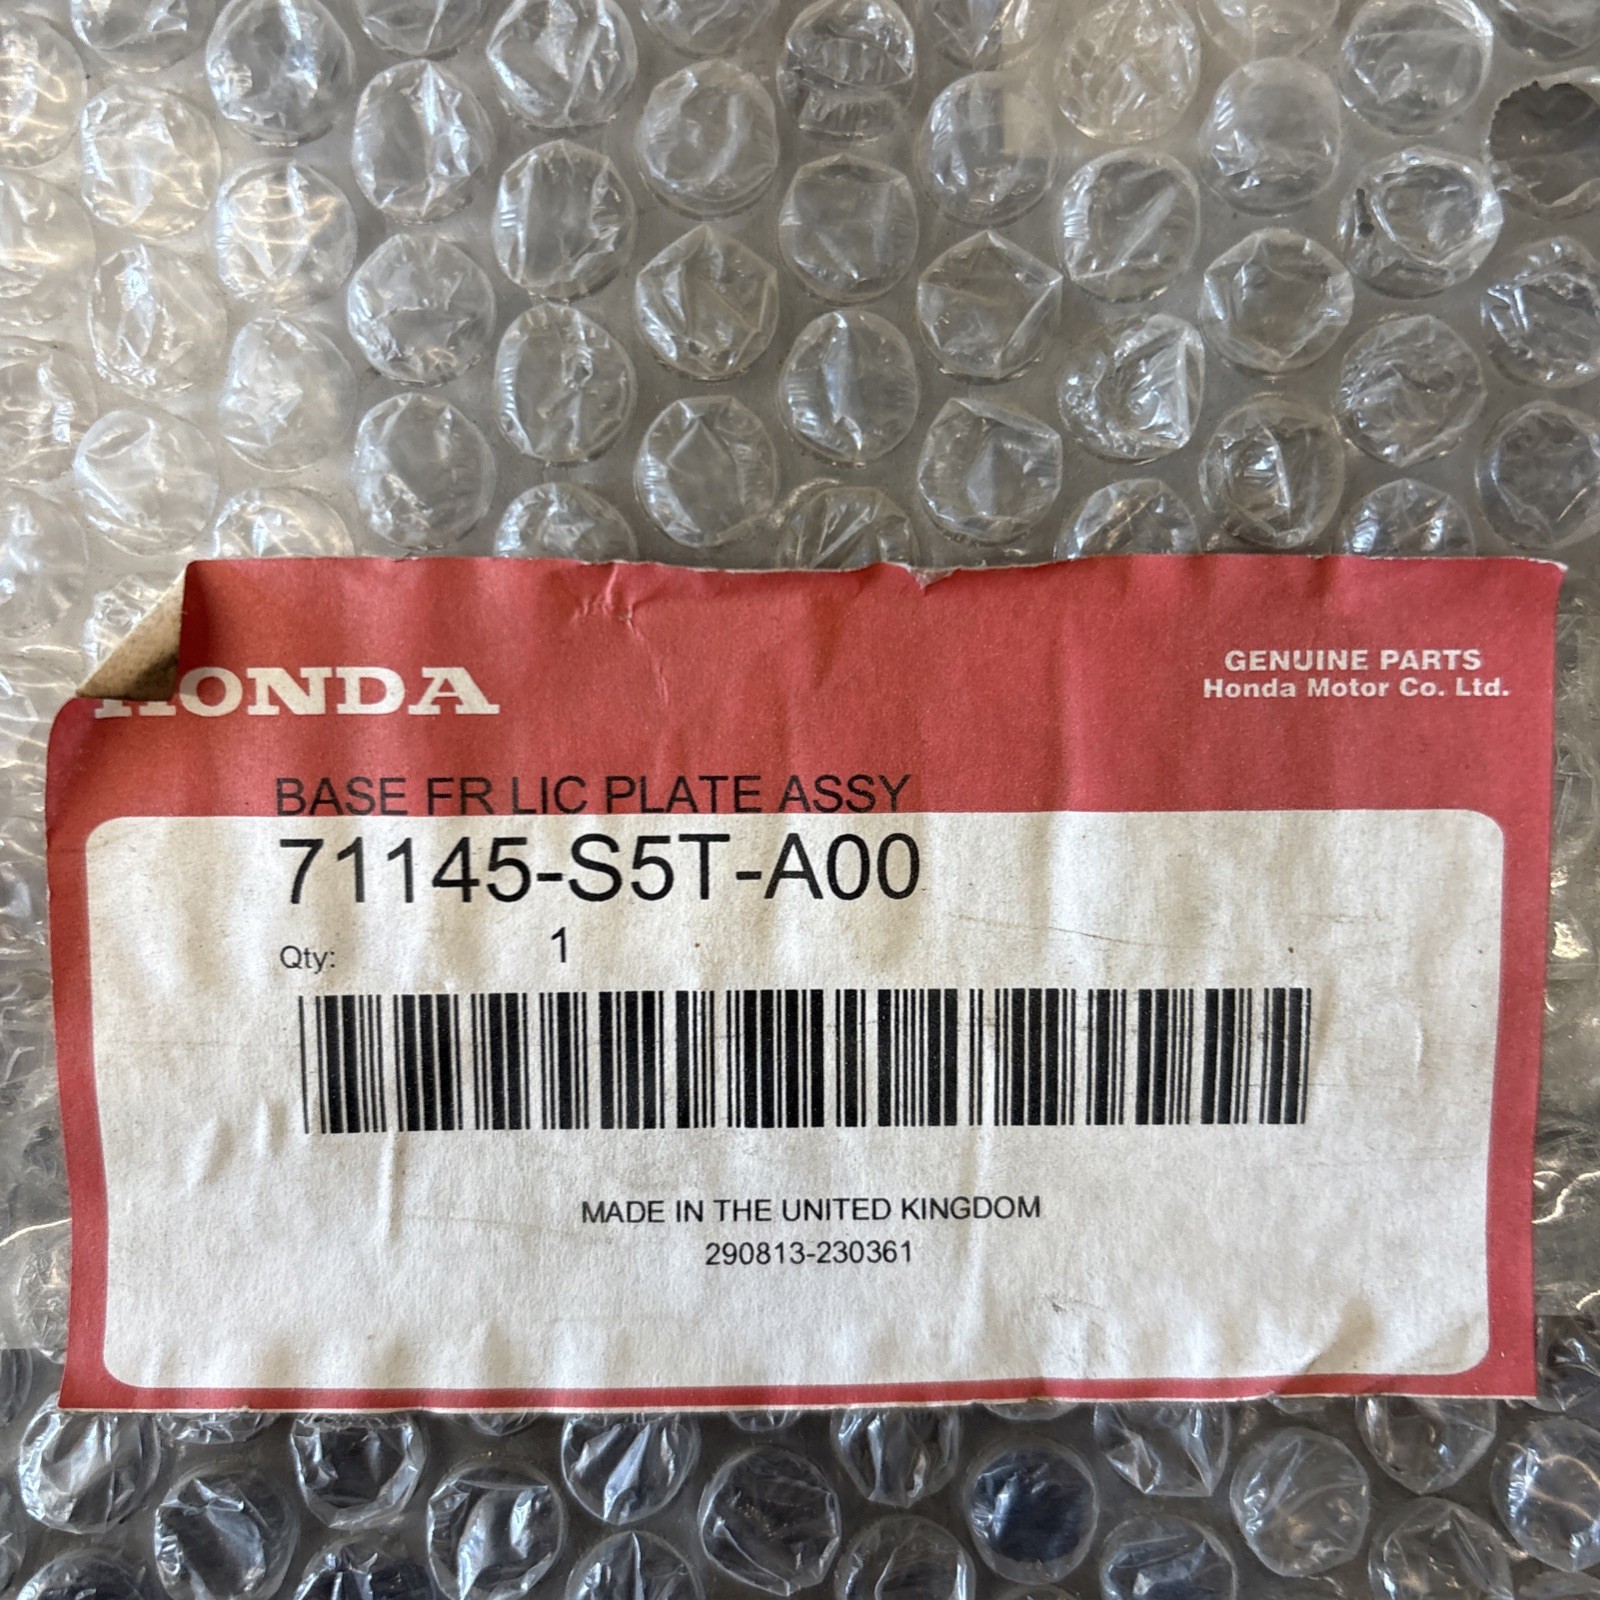 HONDA
GENUINE PARTS
Honda Motor Co. Ltd.
BASE FR LIC PLATE ASSY
71145-S5T-A00
Qty: 1
MADE IN THE UNITED KINGDOM
290813-230361